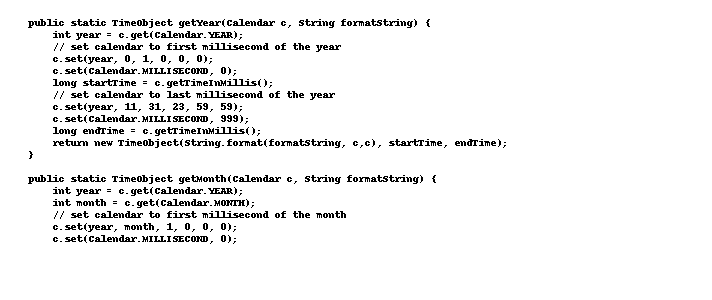 public static TimeObject getYear(Calendar c, String formatString) {
    int year = c.get(Calendar.YEAR);
    // set calendar to first millisecond of the year
    c.set(year, 0, 1, 0, 0, 0);
    c.set(Calendar.MILLISECOND, 0);
    long startTime = c.getTimeInMillis();
    // set calendar to last millisecond of the year
    c.set(year, 11, 31, 23, 59, 59);
    c.set(Calendar.MILLISECOND, 999);
    long endTime = c.getTimeInMillis();
    return new TimeObject(String.format(formatString, c,c), startTime, endTime);
}

public static TimeObject getMonth(Calendar c, String formatString) {
    int year = c.get(Calendar.YEAR);
    int month = c.get(Calendar.MONTH);
    // set calendar to first millisecond of the month
    c.set(year, month, 1, 0, 0, 0);
    c.set(Calendar.MILLISECOND, 0);